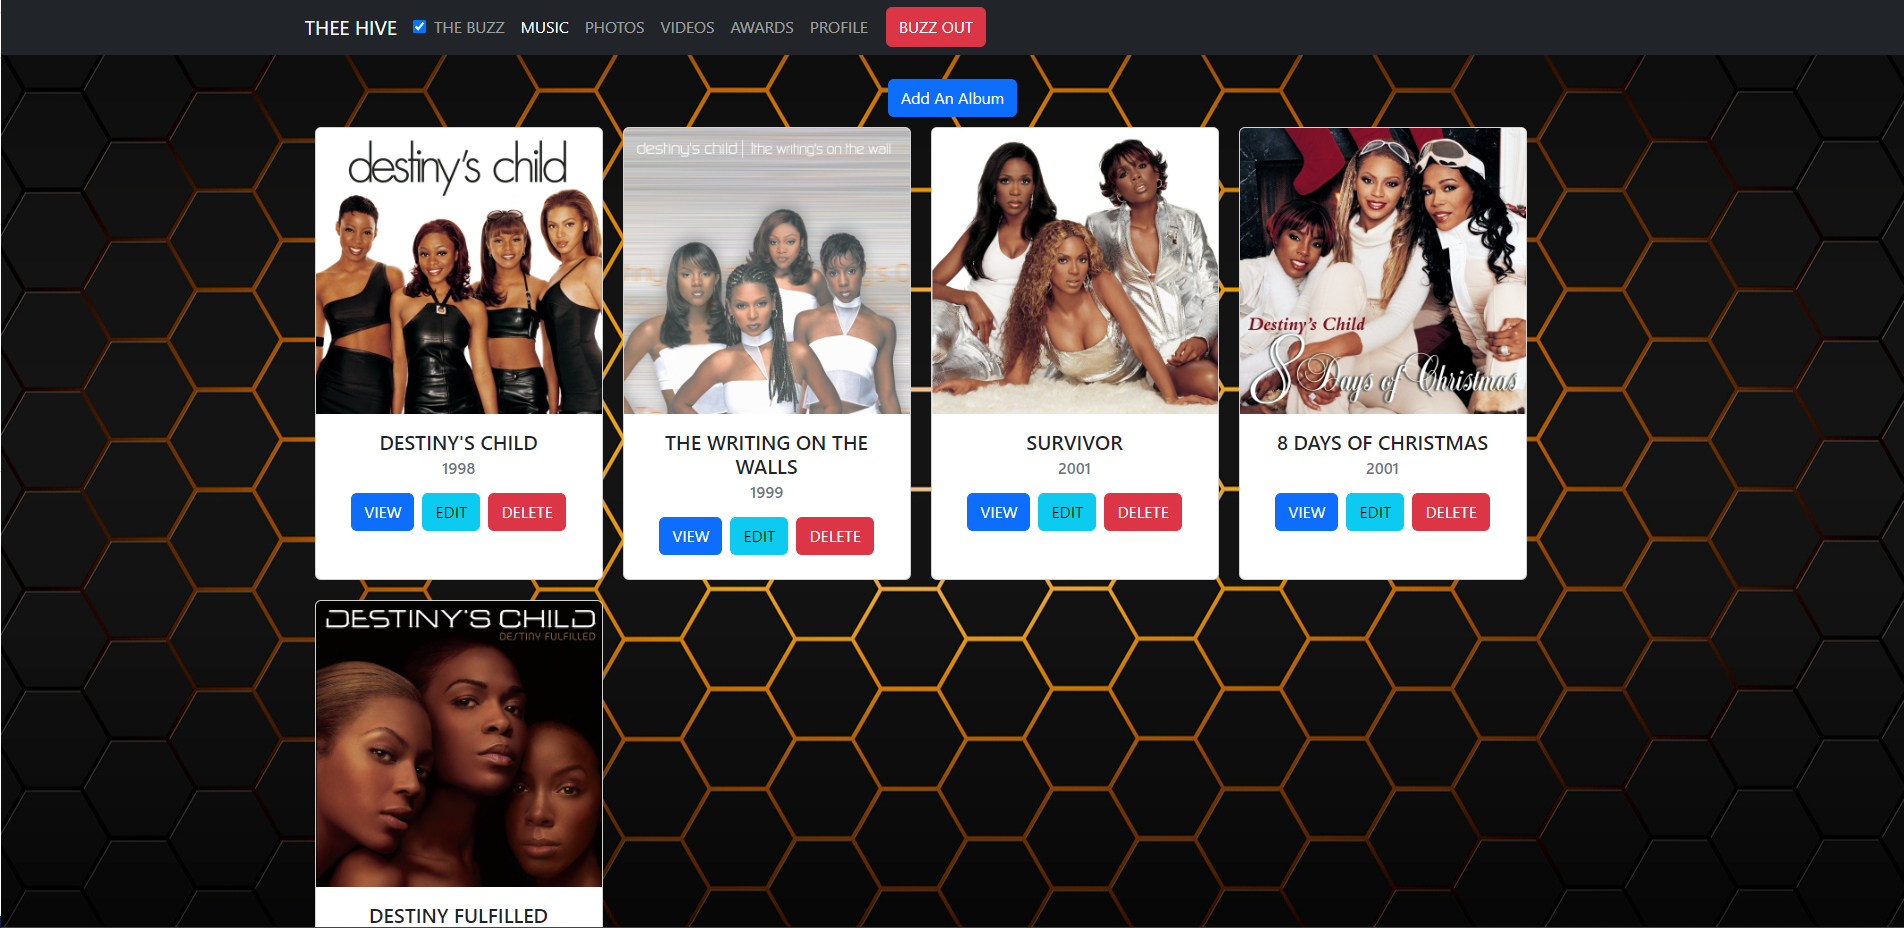 THEE HIVE THE BUZZ MUSIC PHOTOS VIDEOS AWARDS PROFILE BUZZ OUT
Add An Album
destiny's child
destiny's child | the writing's on the wall
Destiny's Child
8 Days of Christmas
DESTINY'S CHILD
1998
VIEW EDIT DELETE
THE WRITING ON THE
WALLS
1999
VIEW EDIT DELETE
SURVIVOR
2001
VIEW EDIT DELETE
8 DAYS OF CHRISTMAS
2001
VIEW EDIT DELETE
DESTINY'S CHILD
DESTINY FULFILLED
DESTINY FULFILLED